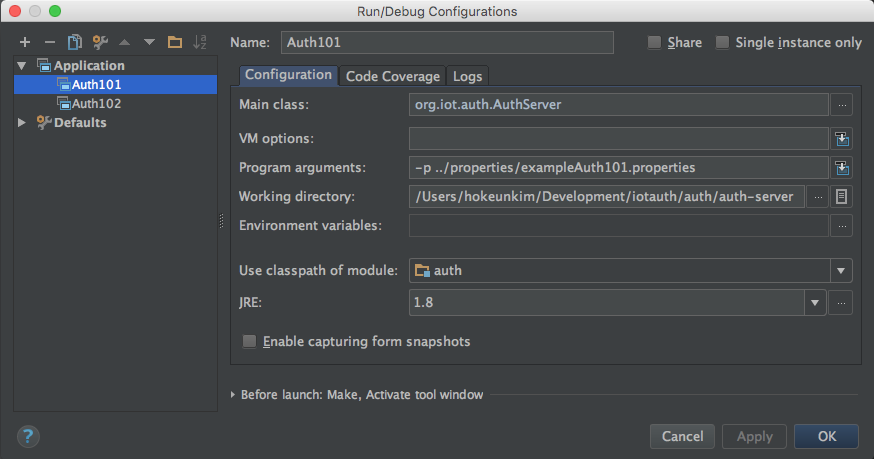 Run/Debug Configurations
Name: Auth101 Share Single instance only
Application
Auth101
Auth102
Defaults
Configuration Code Coverage Logs
Main class: org.iot.auth.AuthServer ...
VM options:
Program arguments: -p ../properties/exampleAuth101.properties
Working directory: /Users/hokeunkim/Development/iotauth/auth/auth-server ...
Environment variables: ...
Use classpath of module: auth
JRE: 1.8 ...
Enable capturing form snapshots
Before launch: Make, Activate tool window
? Cancel Apply OK